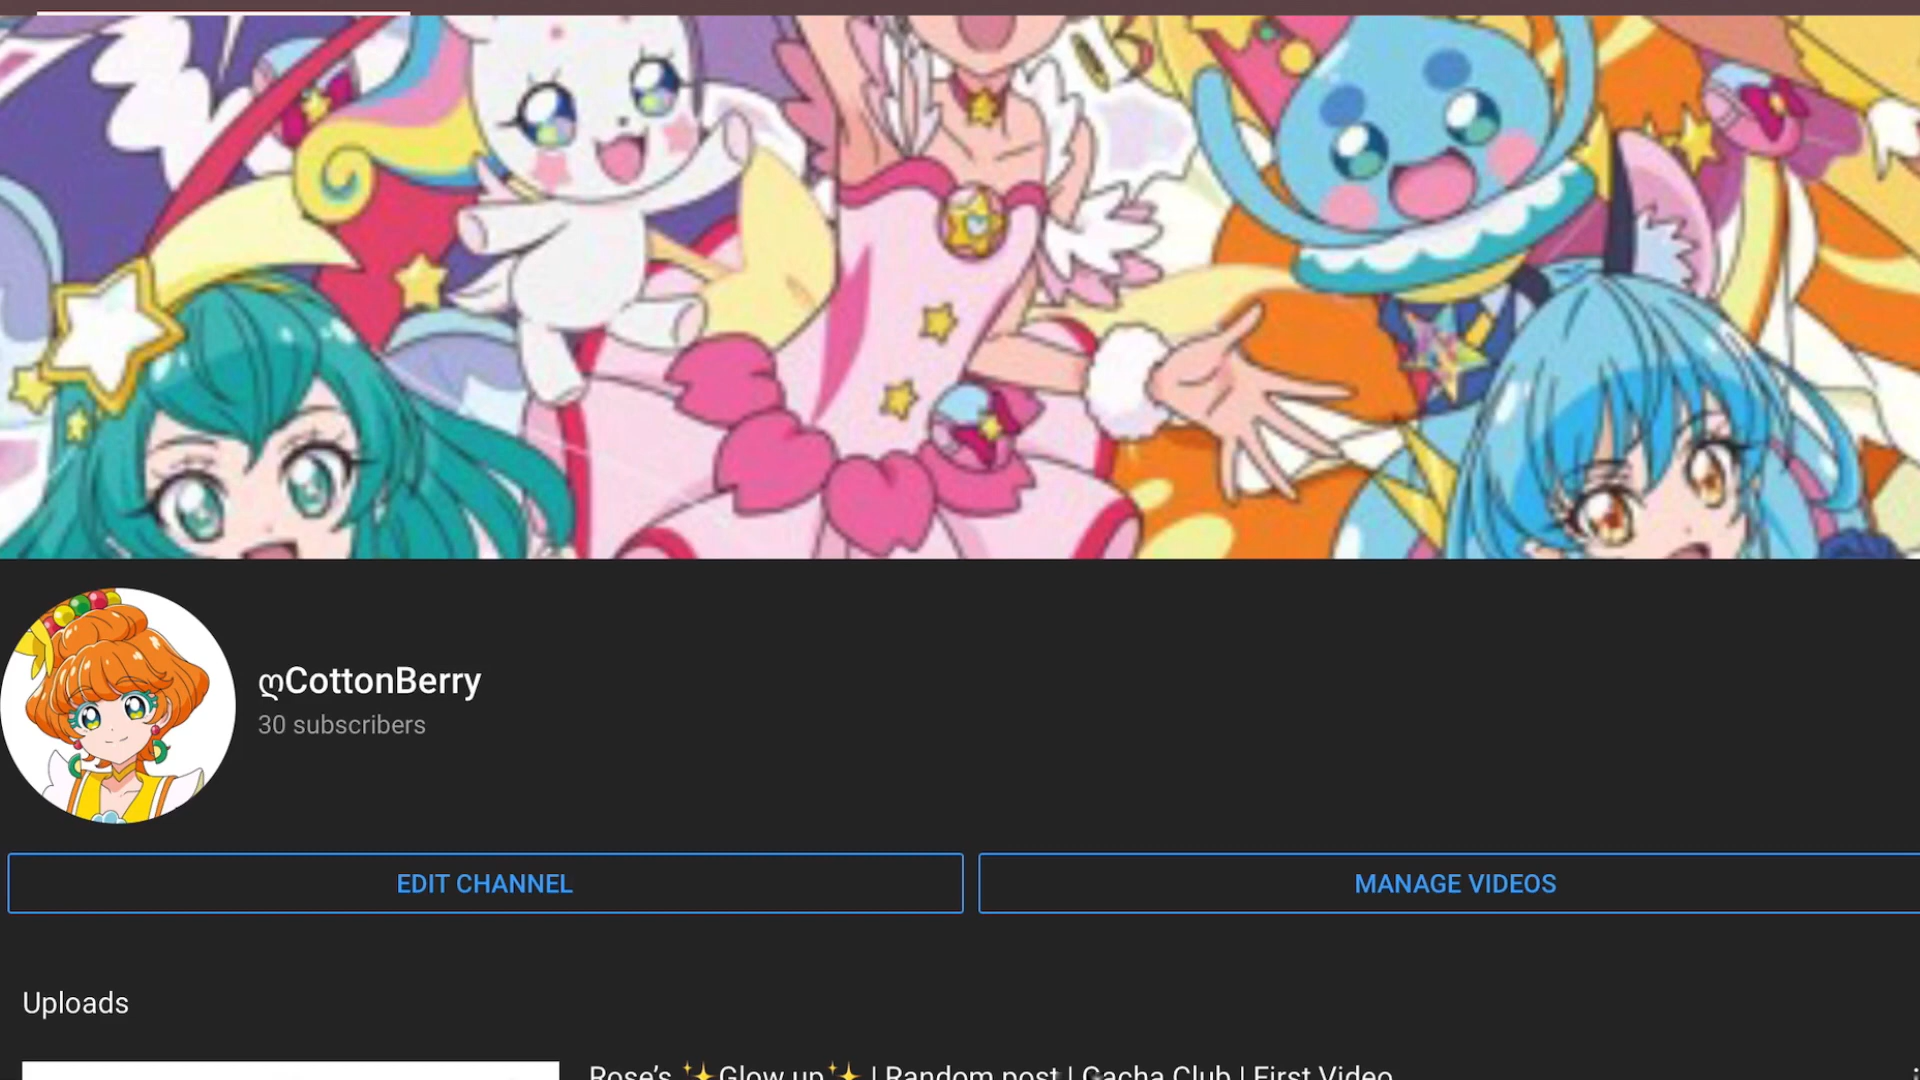 ღCottonBerry
30 subscribers
EDIT CHANNEL
MANAGE VIDEOS
Uploads
Rose's ✨Glow up✨ | Random post | Gacha Club | First Video